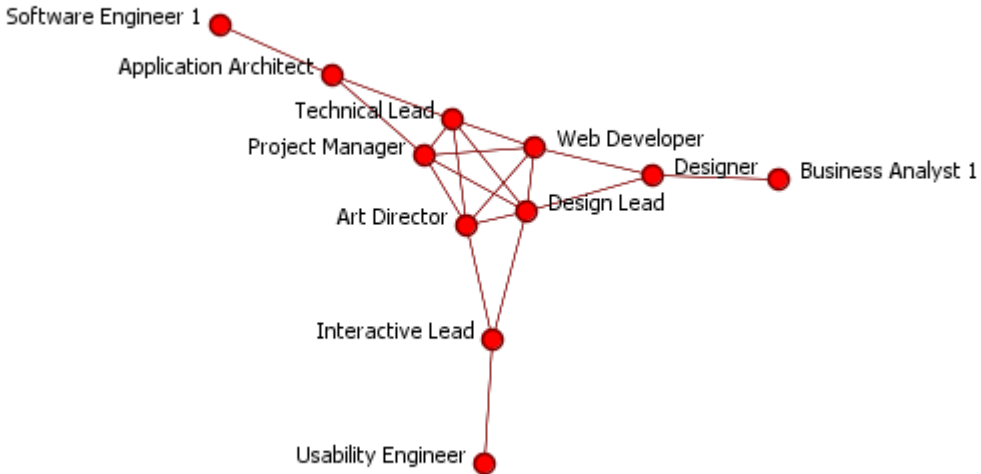 Software Engineer 1
Application Architect
Technical Lead
Web Developer
Project Manager
Designer
Business Analyst 1
Design Lead
Art Director
Interactive Lead
Usability Engineer